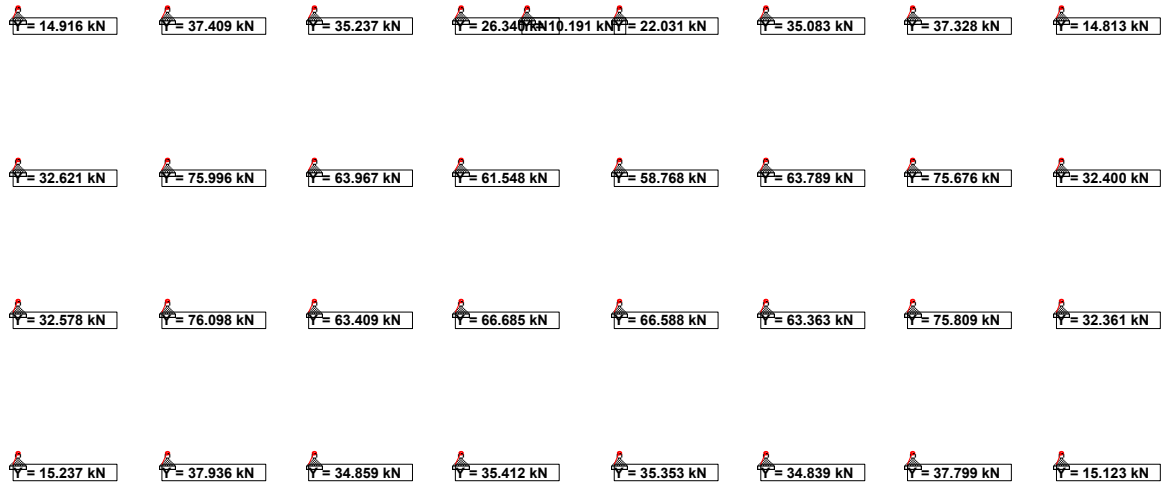 Y = 14.916 kN Y = 37.409 kN Y = 35.237 kN Y = 26.340 kN Y = 10.191 kN Y = 22.031 kN Y = 35.083 kN Y = 37.328 kN Y = 14.813 kN
Y = 32.621 kN Y = 75.996 kN Y = 63.967 kN Y = 61.548 kN Y = 58.768 kN Y = 63.789 kN Y = 75.676 kN Y = 32.400 kN
Y = 32.578 kN Y = 76.098 kN Y = 63.409 kN Y = 66.685 kN Y = 66.588 kN Y = 63.363 kN Y = 75.809 kN Y = 32.361 kN
Y = 15.237 kN Y = 37.936 kN Y = 34.859 kN Y = 35.412 kN Y = 35.353 kN Y = 34.839 kN Y = 37.799 kN Y = 15.123 kN